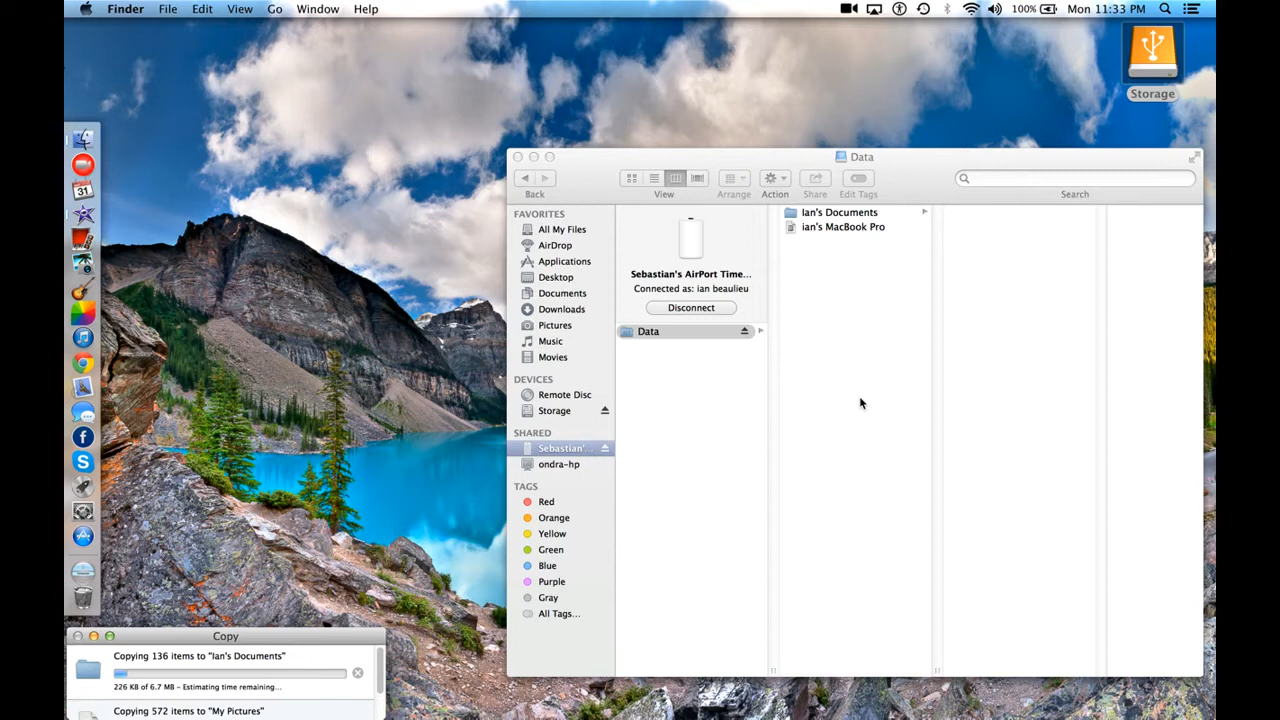 Finder File Edit View Go Window Help 100% Mon 11:33 PM
Storage
31
Data
Back View Arrange Action Share Edit Tags Search
FAVORITES
All My Files
AirDrop
Applications
Desktop
Documents
Downloads
Pictures
Music
Movies
DEVICES
Remote Disc
Storage
SHARED
Sebastian'...
ondra-hp
TAGS
Red
Orange
Yellow
Green
Blue
Purple
Gray
All Tags...
Sebastian's AirPort Time...
Connected as: ian beaulieu
Disconnect
Data
Ian's Documents
ian's MacBook Pro
Copy
Copying 136 items to "Ian's Documents"
226 KB of 6.7 MB - Estimating time remaining...
Copying 572 items to "My Pictures"